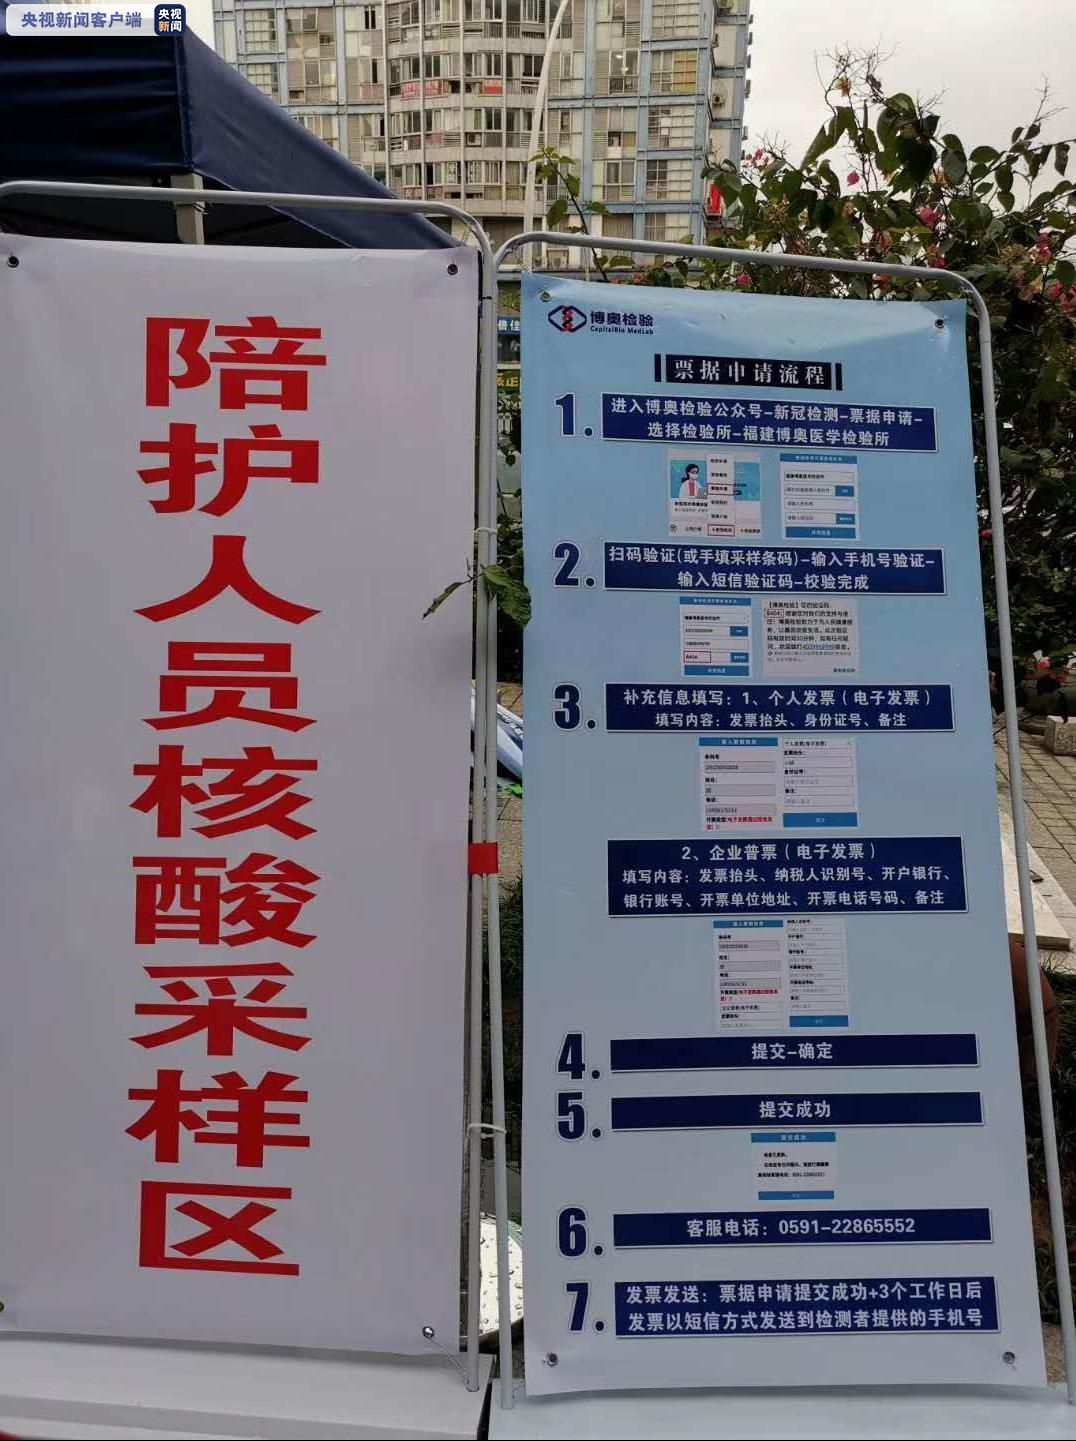 央视新闻客户端
央视
新闻
陪护人员核酸采样区
博奥检验
CapitalBio MedLab
票据申请流程
1.
进入博奥检验公众号-新冠检测-票据申请-
选择检验所-福建博奥医学检验所
2.
扫码验证(或手填采样条码)-输入手机号验证-
输入短信验证码-校验完成
3.
补充信息填写：1、个人发票（电子发票）
填写内容：发票抬头、身份证号、备注
2、企业普票（电子发票）
填写内容：发票抬头、纳税人识别号、开户银行、
银行账号、开票单位地址、开票电话号码、备注
4.
提交-确定
5.
提交成功
6.
客服电话：0591-22865552
7.
发票发送：票据申请提交成功+3个工作日后
发票以短信方式发送到检测者提供的手机号